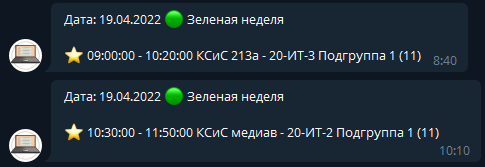 Дата: 19.04.2022 🟢 Зеленая неделя
⭐ 09:00:00 - 10:20:00 КСиС 213а - 20-ИТ-3 Подгруппа 1 (11)
8:40
Дата: 19.04.2022 🟢 Зеленая неделя
⭐ 10:30:00 - 11:50:00 КСиС медиав - 20-ИТ-2 Подгруппа 1 (11)
10:10